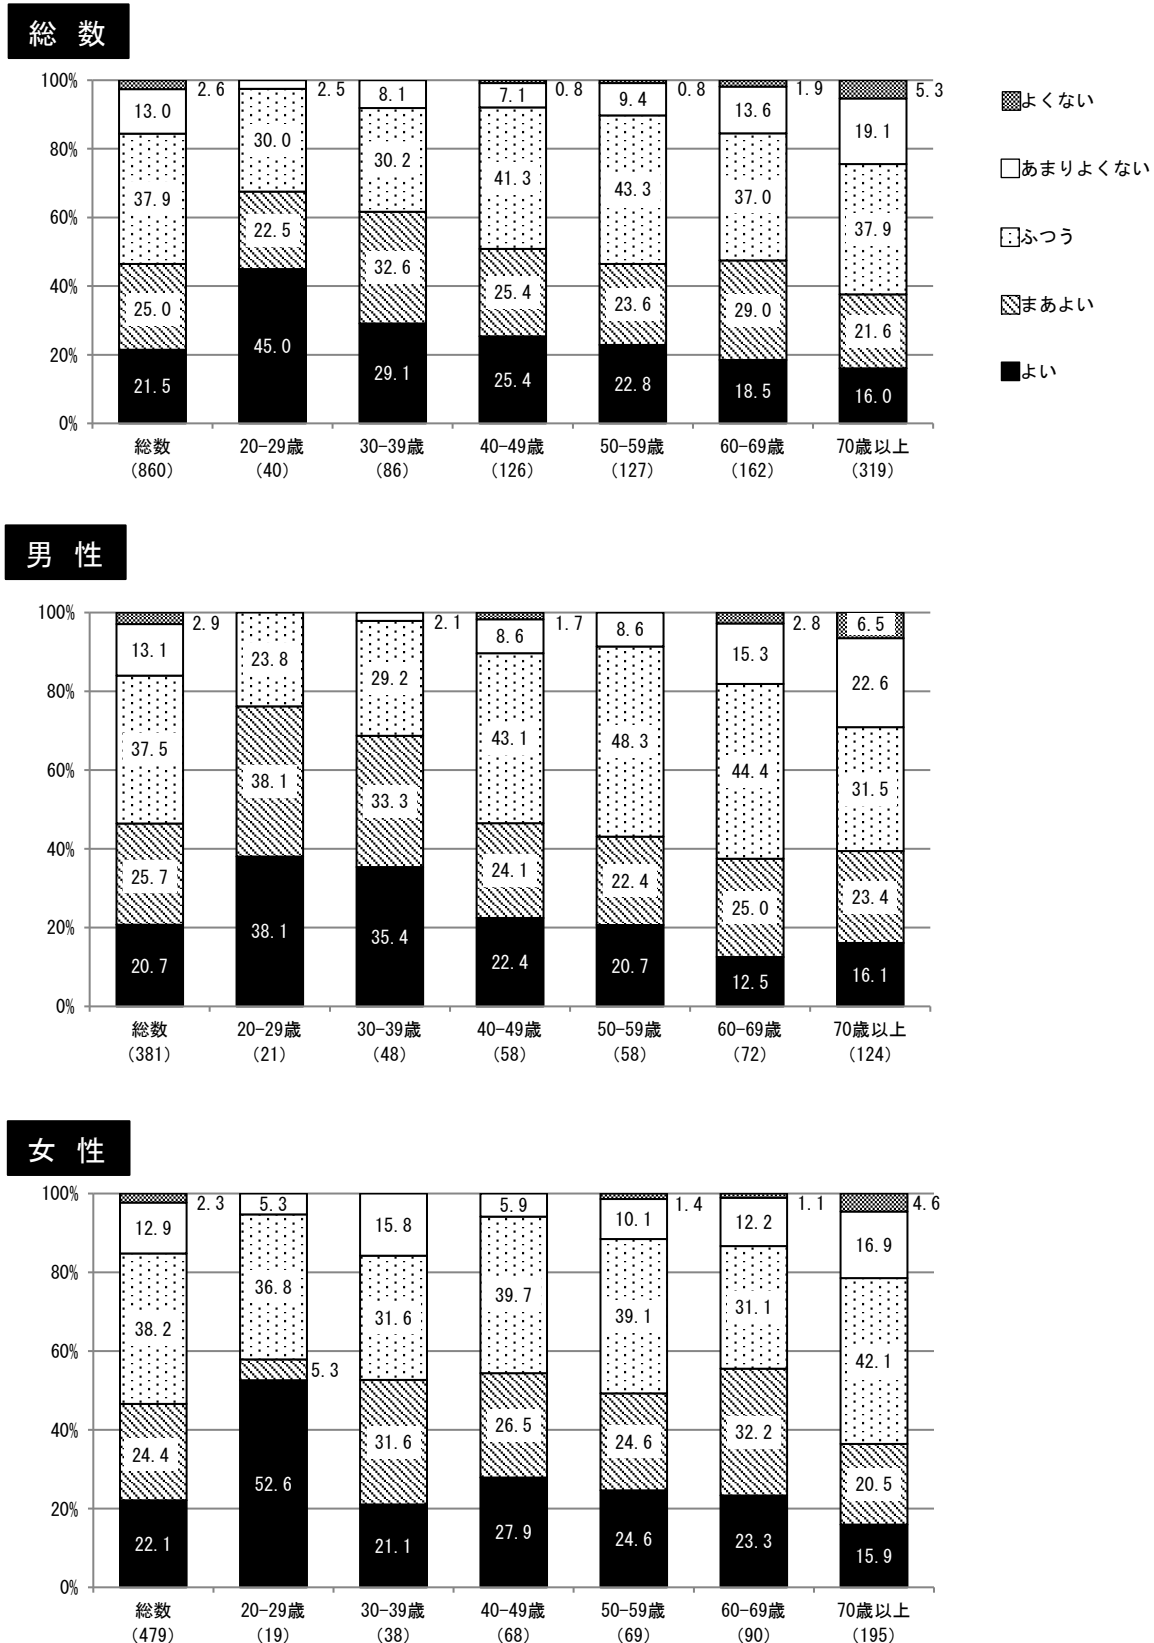 総 数
100%
80%
60%
40%
20%
0%
2.6 2.5 8.1 7.1 0.8 9.4 0.8 1.9 5.3
13.0 30.0 30.2 41.3 43.3 13.6 19.1
37.9 22.5 32.6 25.4 23.6 37.0 37.9
25.0 45.0 29.1 25.4 22.8 29.0 21.6
21.5 18.5 16.0
総数 20-29歳 30-39歳 40-49歳 50-59歳 60-69歳 70歳以上
(860) (40) (86) (126) (127) (162) (319)
よくない
あまりよくない
ふつう
まあよい
よい
男 性
100%
80%
60%
40%
20%
0%
2.9 23.8 2.1 8.6 1.7 8.6 2.8 6.5
13.1 38.1 29.2 43.1 48.3 15.3 22.6
37.5 38.1 33.3 24.1 22.4 44.4 31.5
25.7 35.4 22.4 20.7 25.0 23.4
20.7 12.5 16.1
総数 20-29歳 30-39歳 40-49歳 50-59歳 60-69歳 70歳以上
(381) (21) (48) (58) (58) (72) (124)
女 性
100%
80%
60%
40%
20%
0%
2.3 5.3 15.8 5.9 10.1 1.4 1.1 4.6
12.9 36.8 31.6 39.7 39.1 12.2 16.9
38.2 5.3 31.6 26.5 24.6 31.1 42.1
24.4 52.6 21.1 27.9 24.6 32.2 20.5
22.1 23.3 15.9
総数 20-29歳 30-39歳 40-49歳 50-59歳 60-69歳 70歳以上
(479) (19) (38) (68) (69) (90) (195)